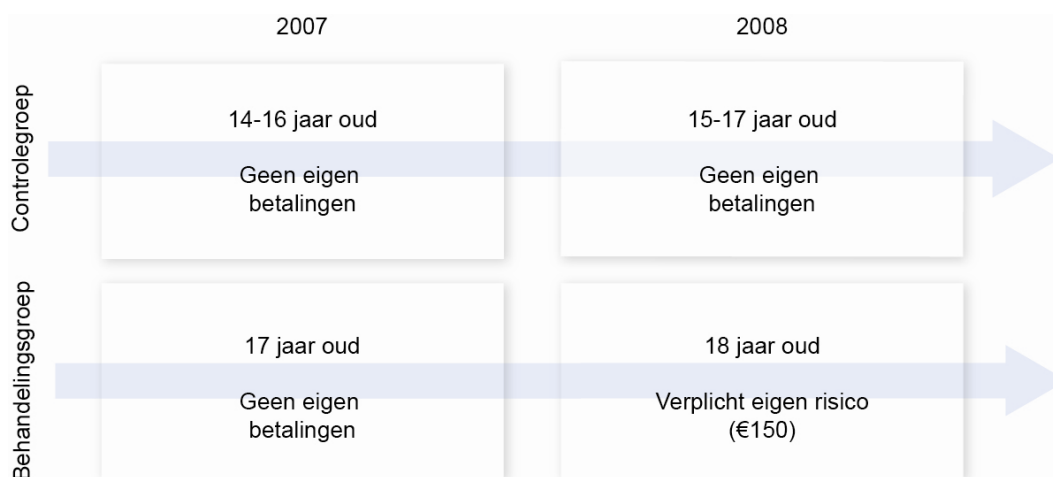 2007
2008
Controlegroep
14-16 jaar oud
Geen eigen
betalingen
15-17 jaar oud
Geen eigen
betalingen
Behandelingsgroep
17 jaar oud
Geen eigen
betalingen
18 jaar oud
Verplicht eigen risico
(€150)